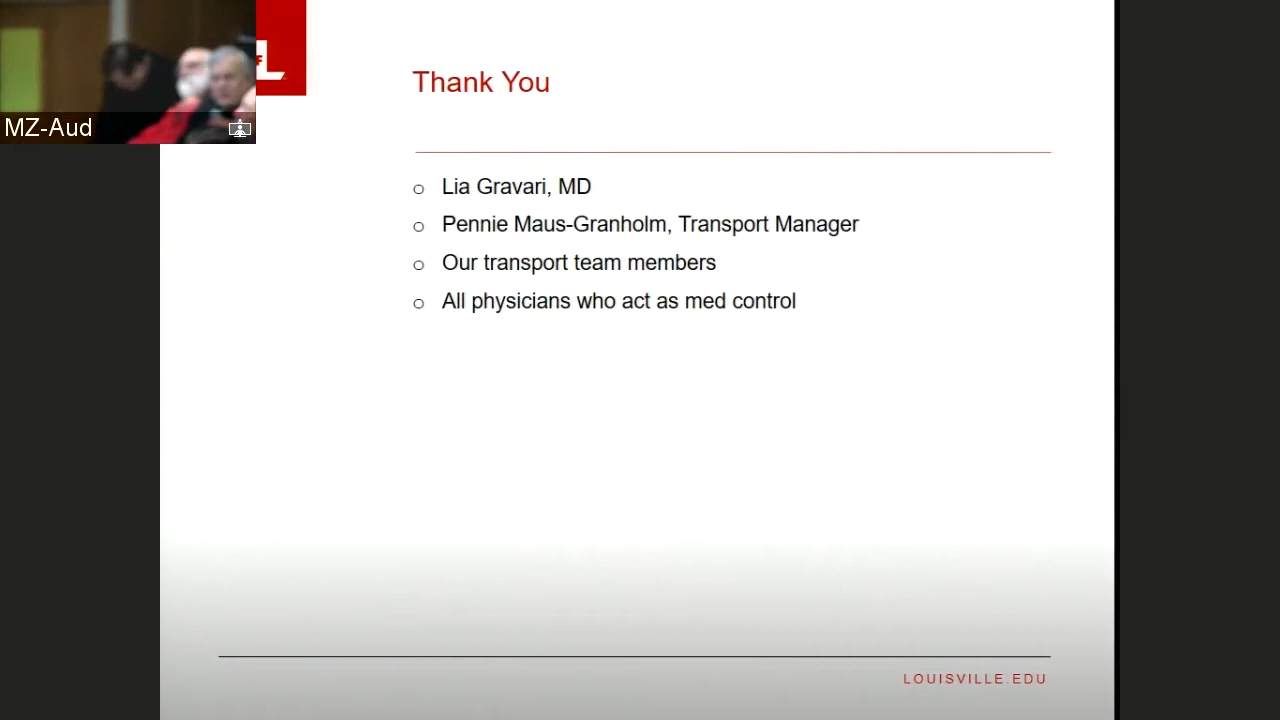 Thank You
MZ-Aud
Lia Gravari, MD
Pennie Maus-Granholm, Transport Manager
Our transport team members
All physicians who act as med control
LOUISVILLE.EDU